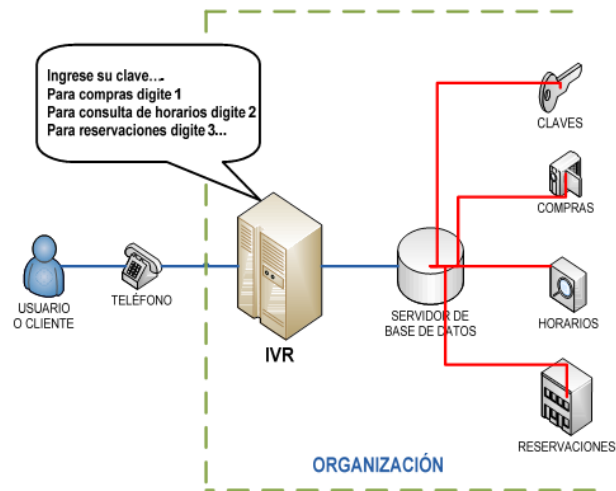 Ingrese su clave...
Para compras digite 1
Para consulta de horarios digite 2
Para reservaciones digite 3...
CLAVES
COMPRAS
USUARIO
O CLIENTE
TELÉFONO
IVR
SERVIDOR DE
BASE DE DATOS
HORARIOS
RESERVACIONES
ORGANIZACIÓN